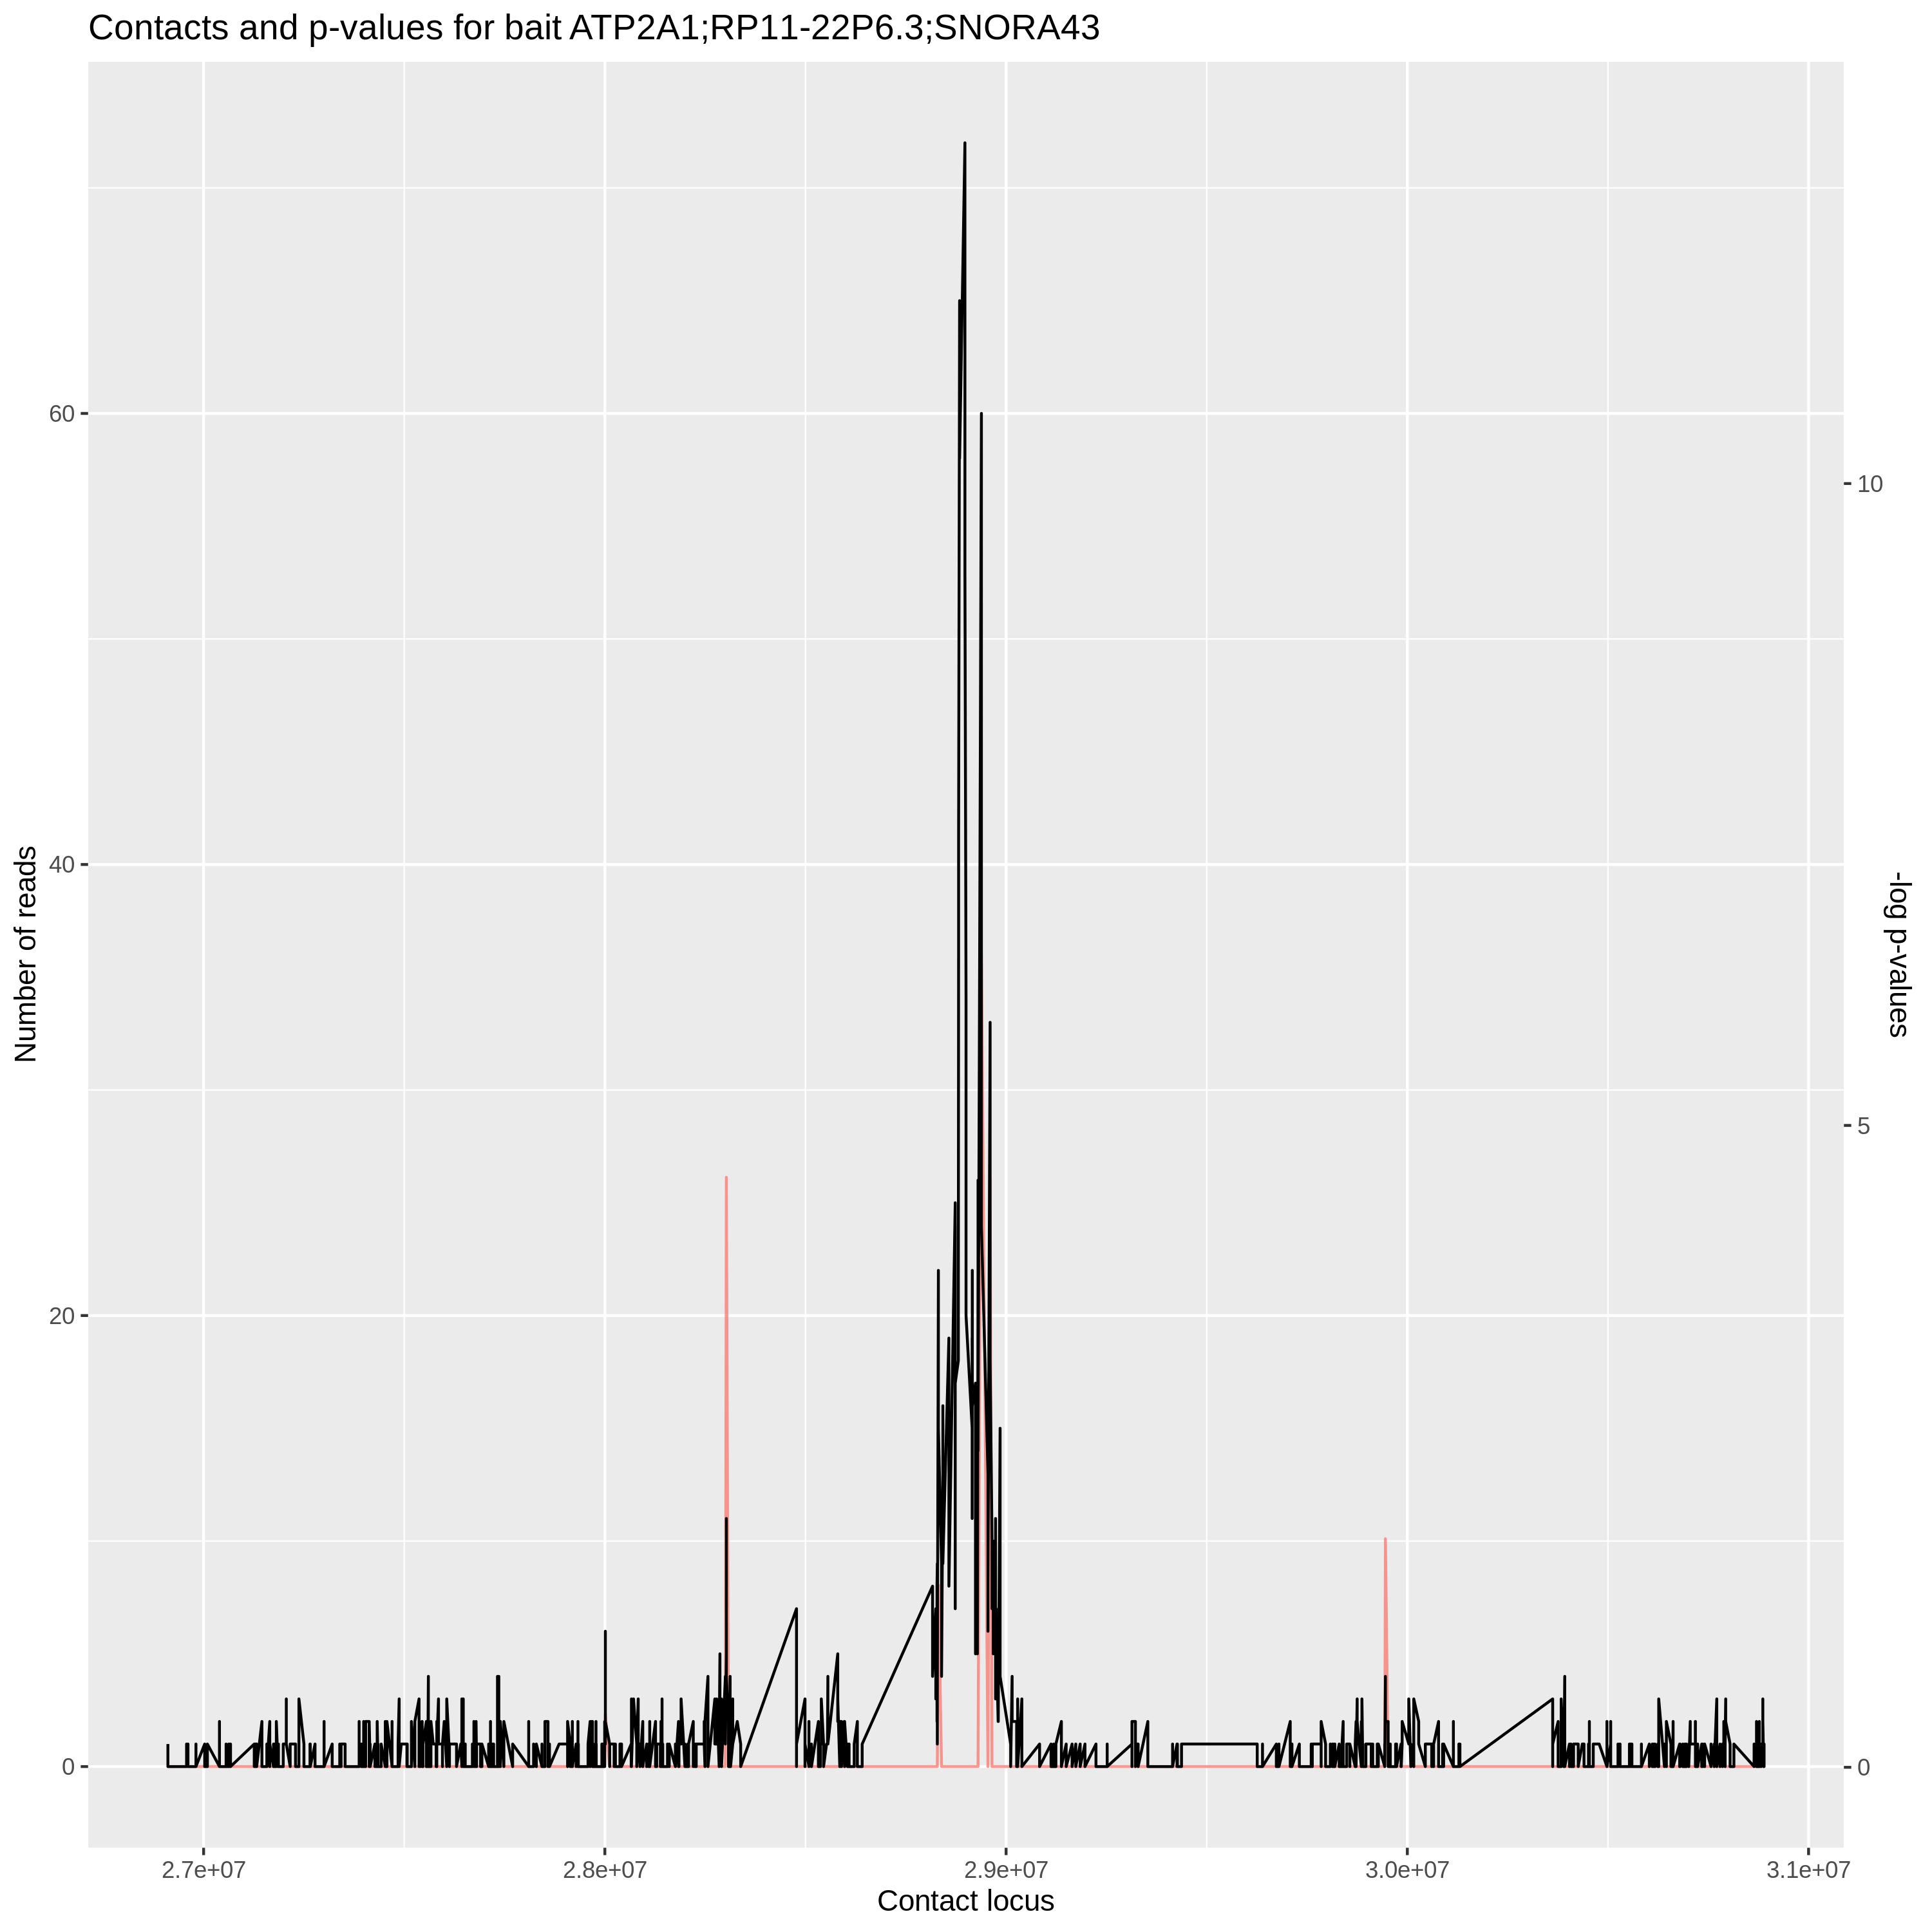 Contacts and p-values for bait ATP2A1;RP11-22P6.3;SNORA43
Number of reads
60
40
20
0
10
5
0
-log p-values
2.7e+07
2.8e+07
2.9e+07
3.0e+07
3.1e+07
Contact locus